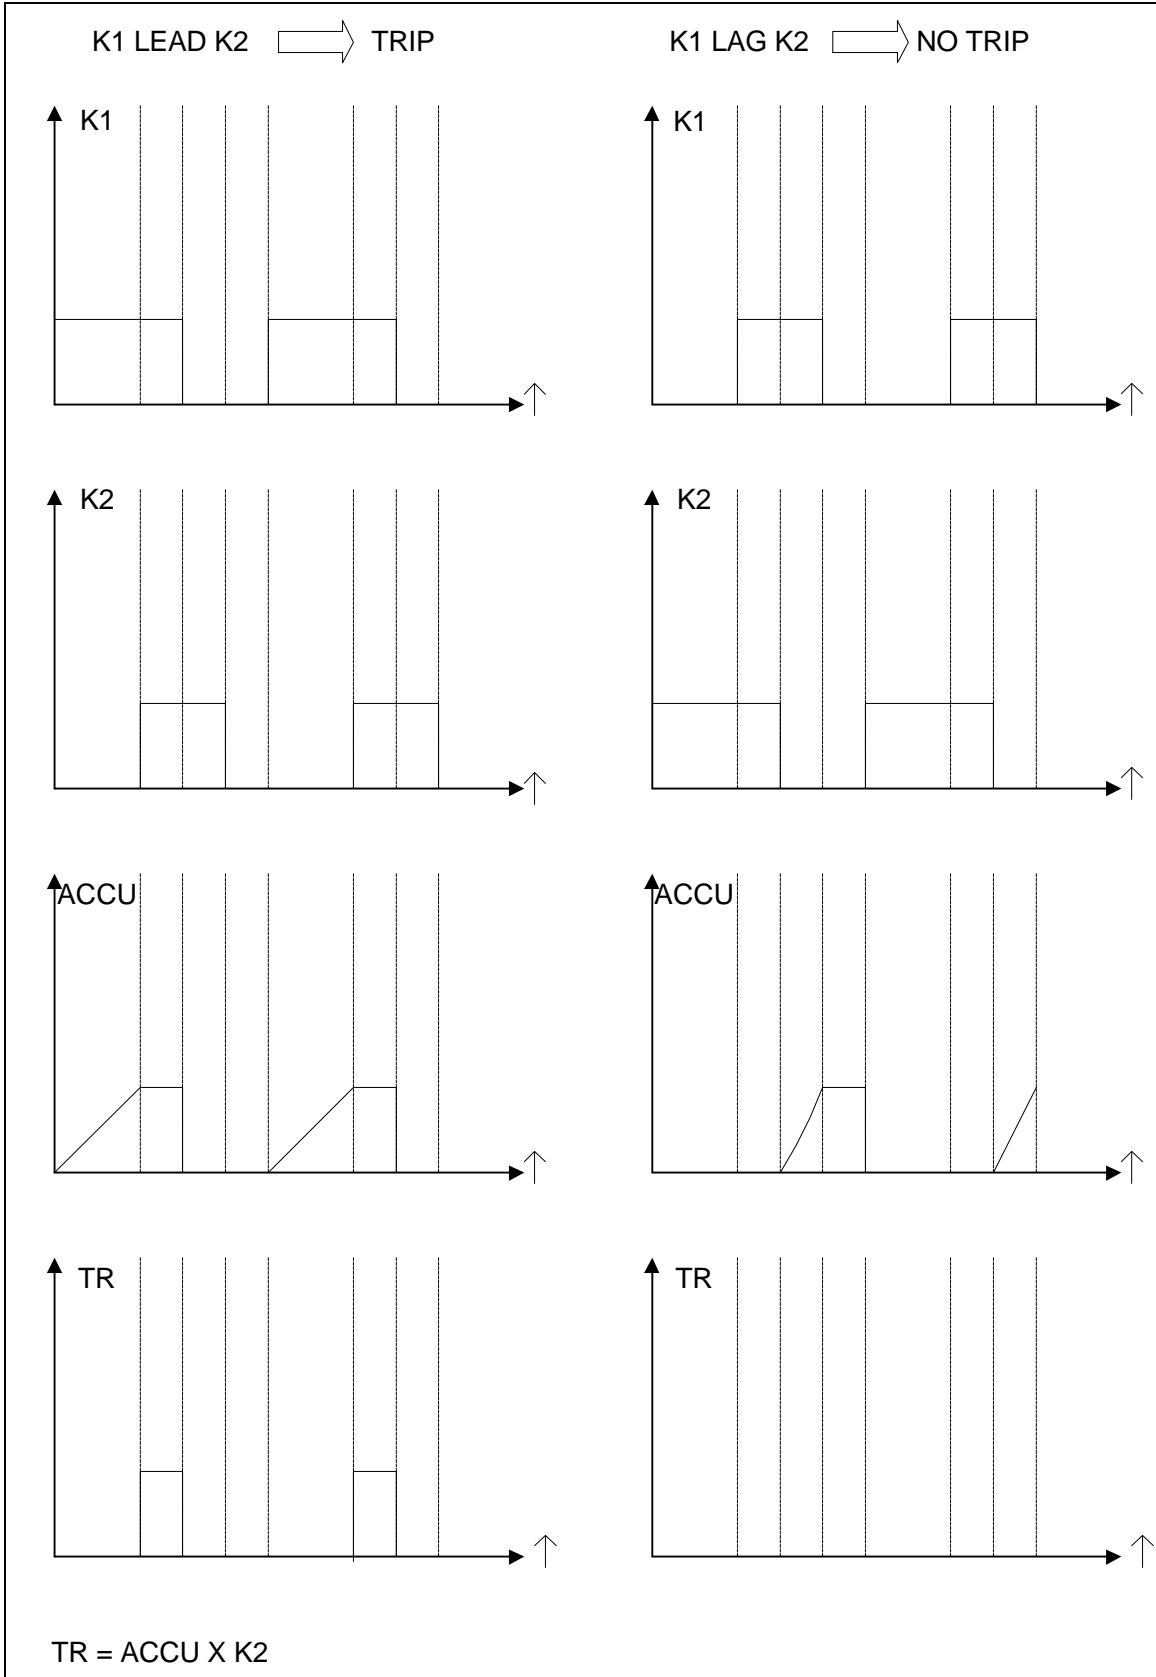 K1 LEAD K2 TRIP
K1 LAG K2 NO TRIP
K1
K1
K2
K2
ACCU
ACCU
TR
TR
TR = ACCU X K2